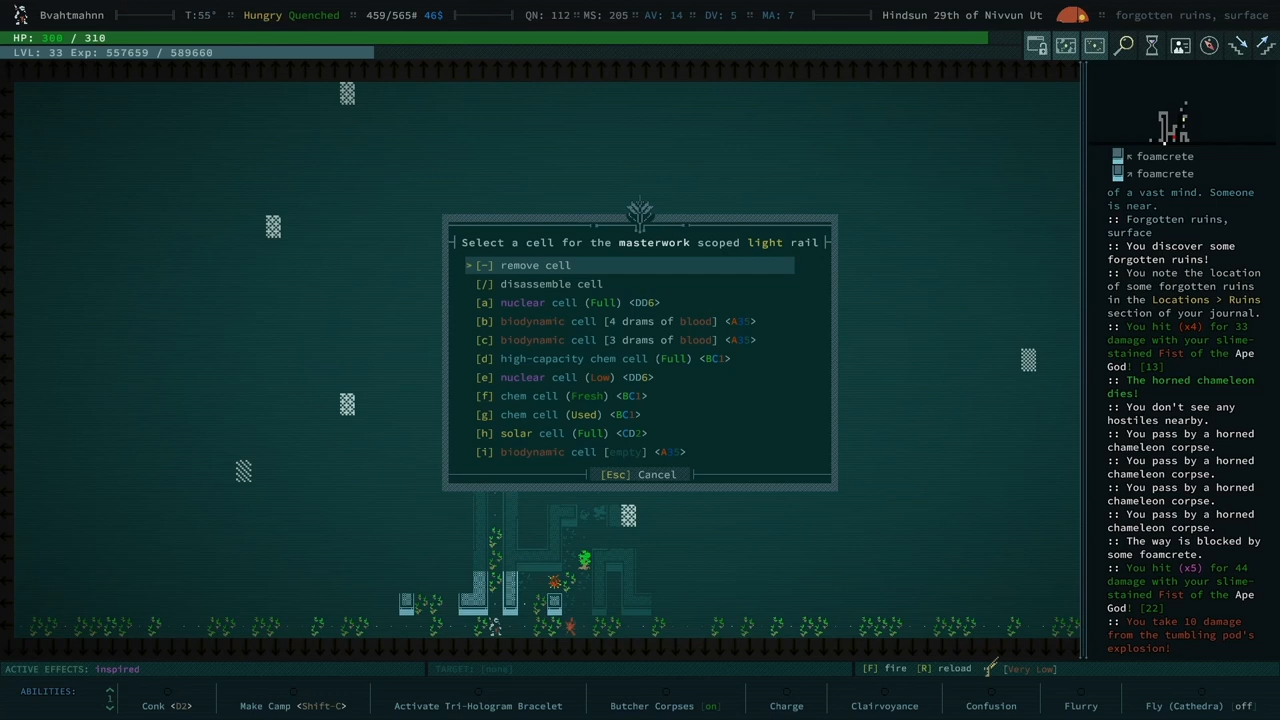 Bvahtmahnn T:55° :: Hungry Quenched :: 459/565# 46$ QN: 112 :: MS: 205 :: AV: 14 :: DV: 5 :: MA: 7 Hindsun 29th of Nivvun Ut :: forgotten ruins, surface
HP: 300 / 310
LVL: 33 Exp: 557659 / 589660
Select a cell for the masterwork scoped light rail
> [-] remove cell
[/] disassemble cell
[a] nuclear cell (Full) <DD6>
[b] biodynamic cell [4 drams of blood] <A35>
[c] biodynamic cell [3 drams of blood] <A35>
[d] high-capacity chem cell (Full) <BC1>
[e] nuclear cell (Low) <DD6>
[f] chem cell (Fresh) <BC1>
[g] chem cell (Used) <BC1>
[h] solar cell (Full) <CD2>
[i] biodynamic cell [empty] <A35>
[Esc] Cancel
foamcrete
foamcrete
of a vast mind. Someone
is near.
:: Forgotten ruins,
surface
:: You discover some
forgotten ruins!
:: You note the location
of some forgotten ruins
in the Locations > Ruins
section of your journal.
:: You hit (x4) for 33
damage with your slime-
stained Fist of the Ape
God! [13]
:: The horned chameleon
dies!
:: You don't see any
hostiles nearby.
:: You pass by a horned
chameleon corpse.
:: You pass by a horned
chameleon corpse.
:: You pass by a horned
chameleon corpse.
:: You pass by a horned
chameleon corpse.
:: The way is blocked by
some foamcrete.
:: You hit (x5) for 44
damage with your slime-
stained Fist of the Ape
God! [22]
:: You take 10 damage
from the tumbling pod's
explosion!
ACTIVE EFFECTS: inspired TARGET: [none] [F] fire [R] reload [Very Low]
ABILITIES: 1 Conk <D2> Make Camp <Shift-C> Activate Tri-Hologram Bracelet Butcher Corpses [on] Charge Clairvoyance Confusion Flurry Fly (Cathedra) [off]